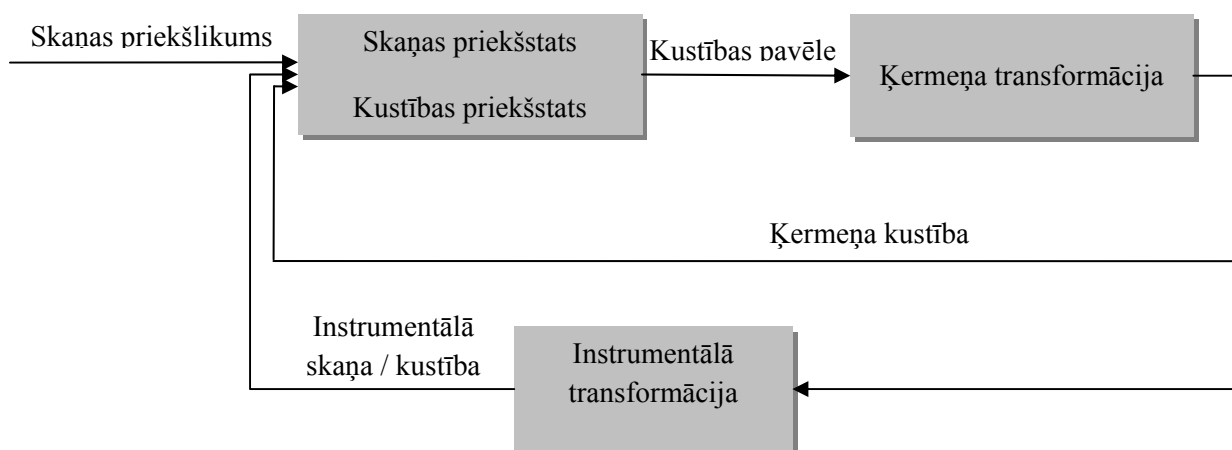 Skaņas priekšlikums
Skaņas priekšstats
Kustības priekšstats
Kustības pavēle
Ķermeņa transformācija
Ķermeņa kustība
Instrumentālā
skaņa / kustība
Instrumentālā
transformācija